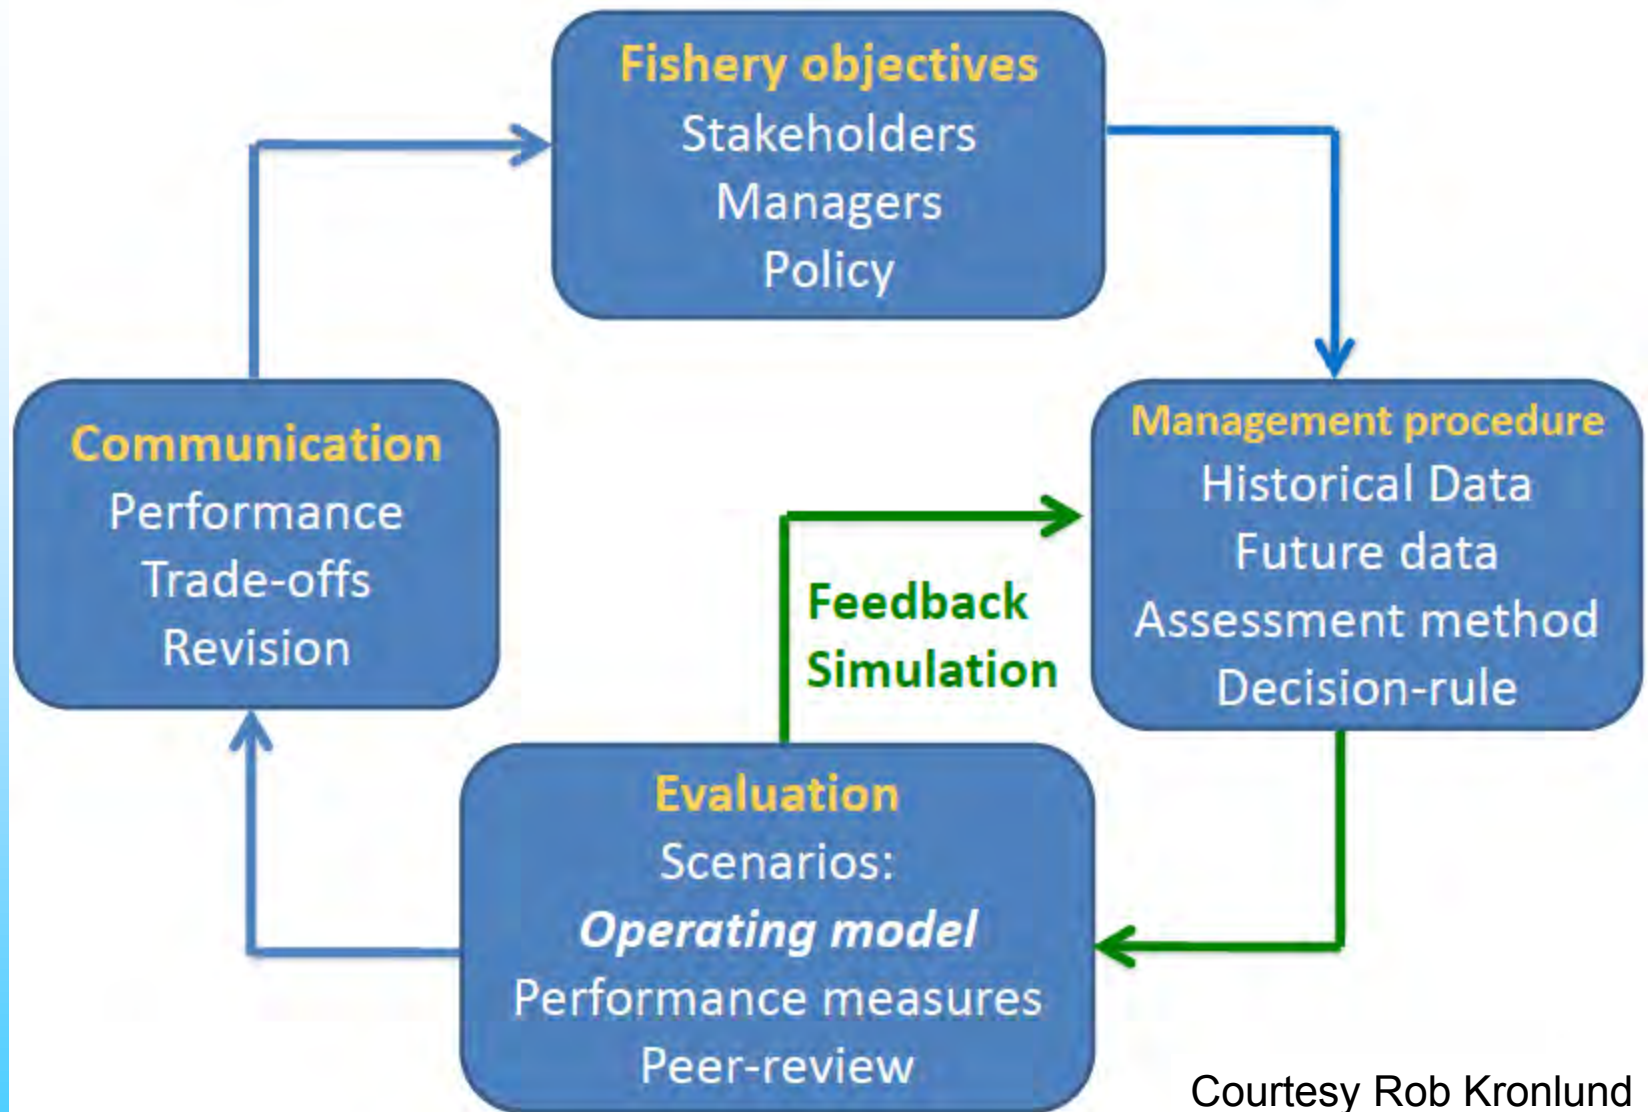 Fishery objectives
Stakeholders
Managers
Policy
Communication
Performance
Trade-offs
Revision
Management procedure
Historical Data
Future data
Assessment method
Decision-rule
Feedback
Simulation
Evaluation
Scenarios:
Operating model
Performance measures
Peer-review
Courtesy Rob Kronlund